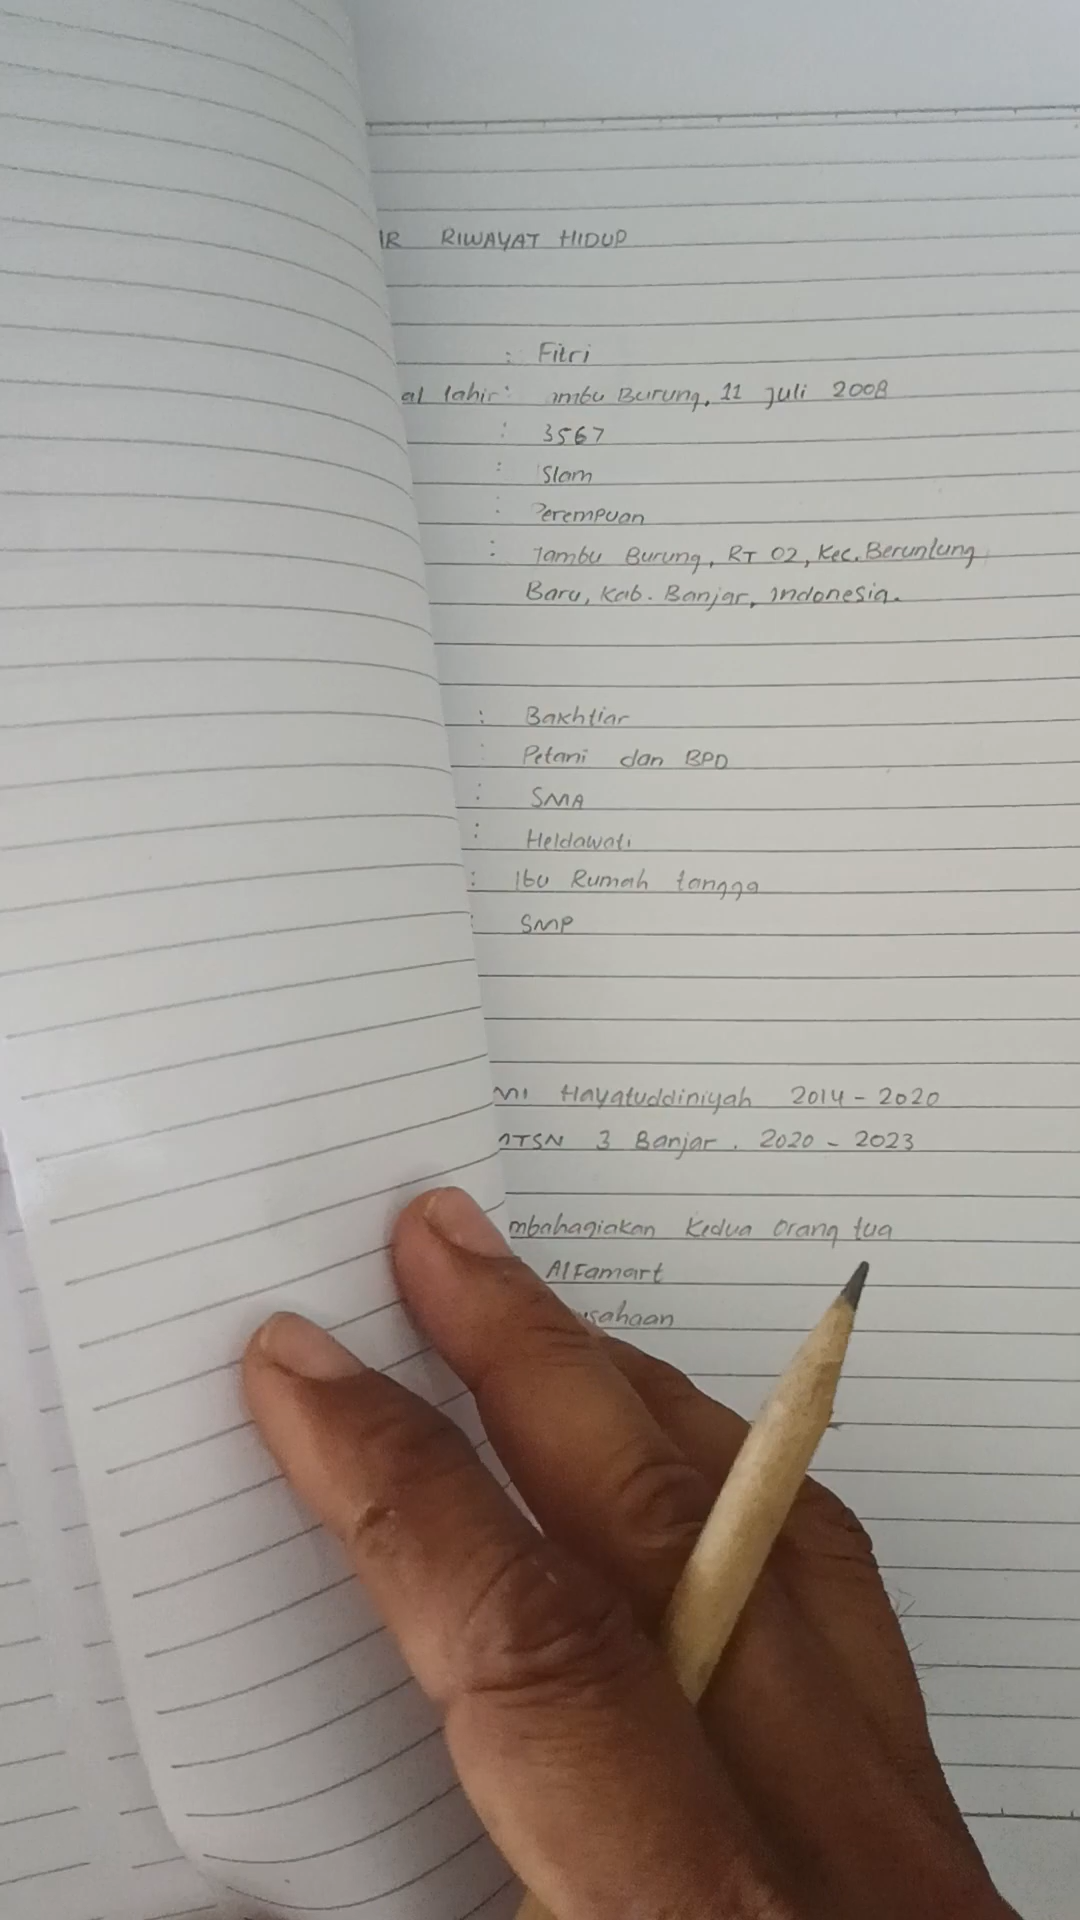 IR RIWAYAT HIDUP
: Fitri
al lahir: ambu Burung, 11 Juli 2008
: 3567
: Slam
: Perempuan
: Jambu Burung, RT 02, Kec. Beruntung
Baru, Kab. Banjar, Indonesia.
: Bakhtiar
: Petani dan BPD
: SMA
: Heldawati
: Ibu Rumah tangga
: SMP
MI Hayatuddiniyah 2014 - 2020
MTSN 3 Banjar. 2020 - 2023
mbahagiakan Kedua orang tua
AlFamart
usahaan